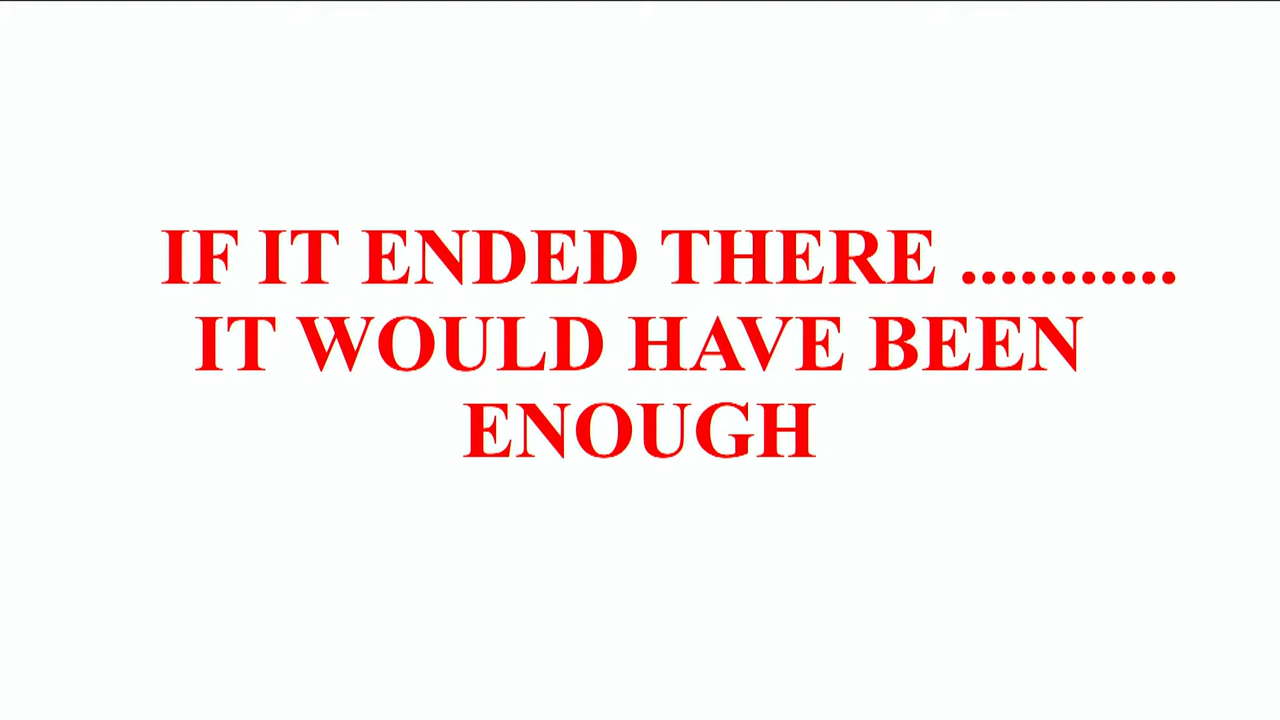 IF IT ENDED THERE ...........
IT WOULD HAVE BEEN
ENOUGH